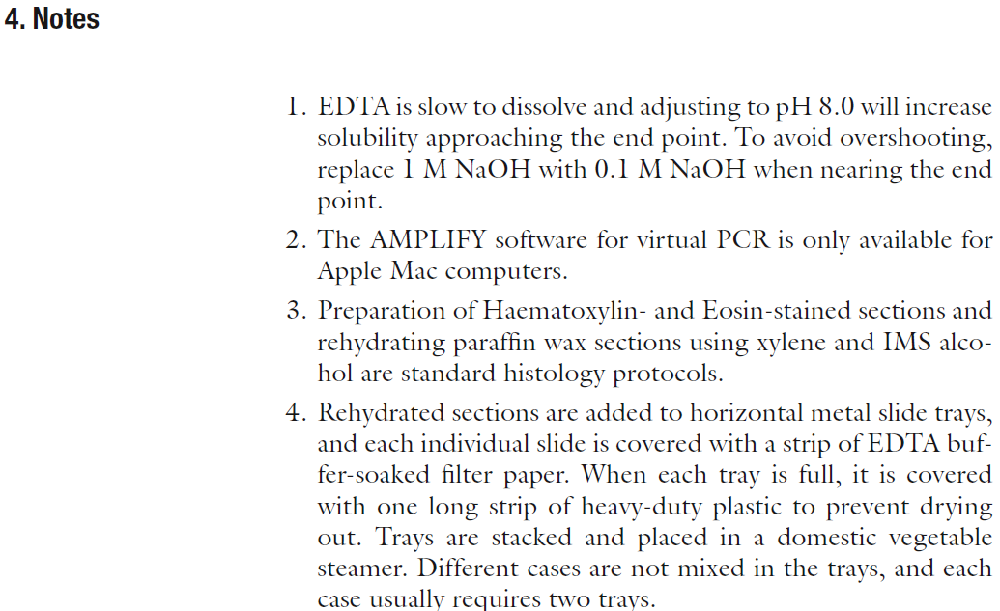 4. Notes
1. EDTA is slow to dissolve and adjusting to pH 8.0 will increase
solubility approaching the end point. To avoid overshooting,
replace 1 M NaOH with 0.1 M NaOH when nearing the end
point.
2. The AMPLIFY software for virtual PCR is only available for
Apple Mac computers.
3. Preparation of Haematoxylin- and Eosin-stained sections and
rehydrating paraffin wax sections using xylene and IMS alco-
hol are standard histology protocols.
4. Rehydrated sections are added to horizontal metal slide trays,
and each individual slide is covered with a strip of EDTA buf-
fer-soaked filter paper. When each tray is full, it is covered
with one long strip of heavy-duty plastic to prevent drying
out. Trays are stacked and placed in a domestic vegetable
steamer. Different cases are not mixed in the trays, and each
case usually requires two trays.